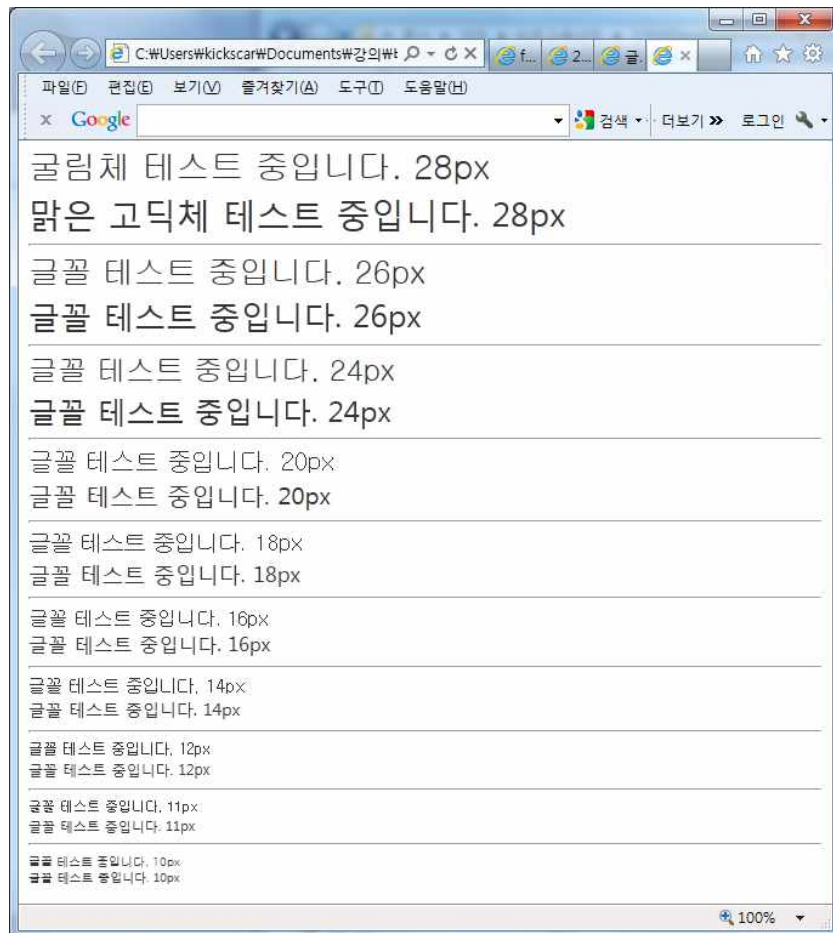 C:₩Users₩kickscar₩Documents₩강의₩
f...
2...
글.
파일(F) 편집(E) 보기(V) 즐겨찾기(A) 도구(T) 도움말(H)
x Google 검색 더보기 » 로그인
굴림체 테스트 중입니다. 28px
맑은 고딕체 테스트 중입니다. 28px
글꼴 테스트 중입니다. 26px
글꼴 테스트 중입니다. 26px
글꼴 테스트 중입니다. 24px
글꼴 테스트 중입니다. 24px
글꼴 테스트 중입니다. 20px
글꼴 테스트 중입니다. 20px
글꼴 테스트 중입니다. 18px
글꼴 테스트 중입니다. 18px
글꼴 테스트 중입니다. 16px
글꼴 테스트 중입니다. 16px
글꼴 테스트 중입니다. 14px
글꼴 테스트 중입니다. 14px
글꼴 테스트 중입니다. 12px
글꼴 테스트 중입니다. 12px
글꼴 테스트 중입니다. 11px
글꼴 테스트 중입니다. 11px
글꼴 테스트 중입니다. 10px
글꼴 테스트 중입니다. 10px
100%